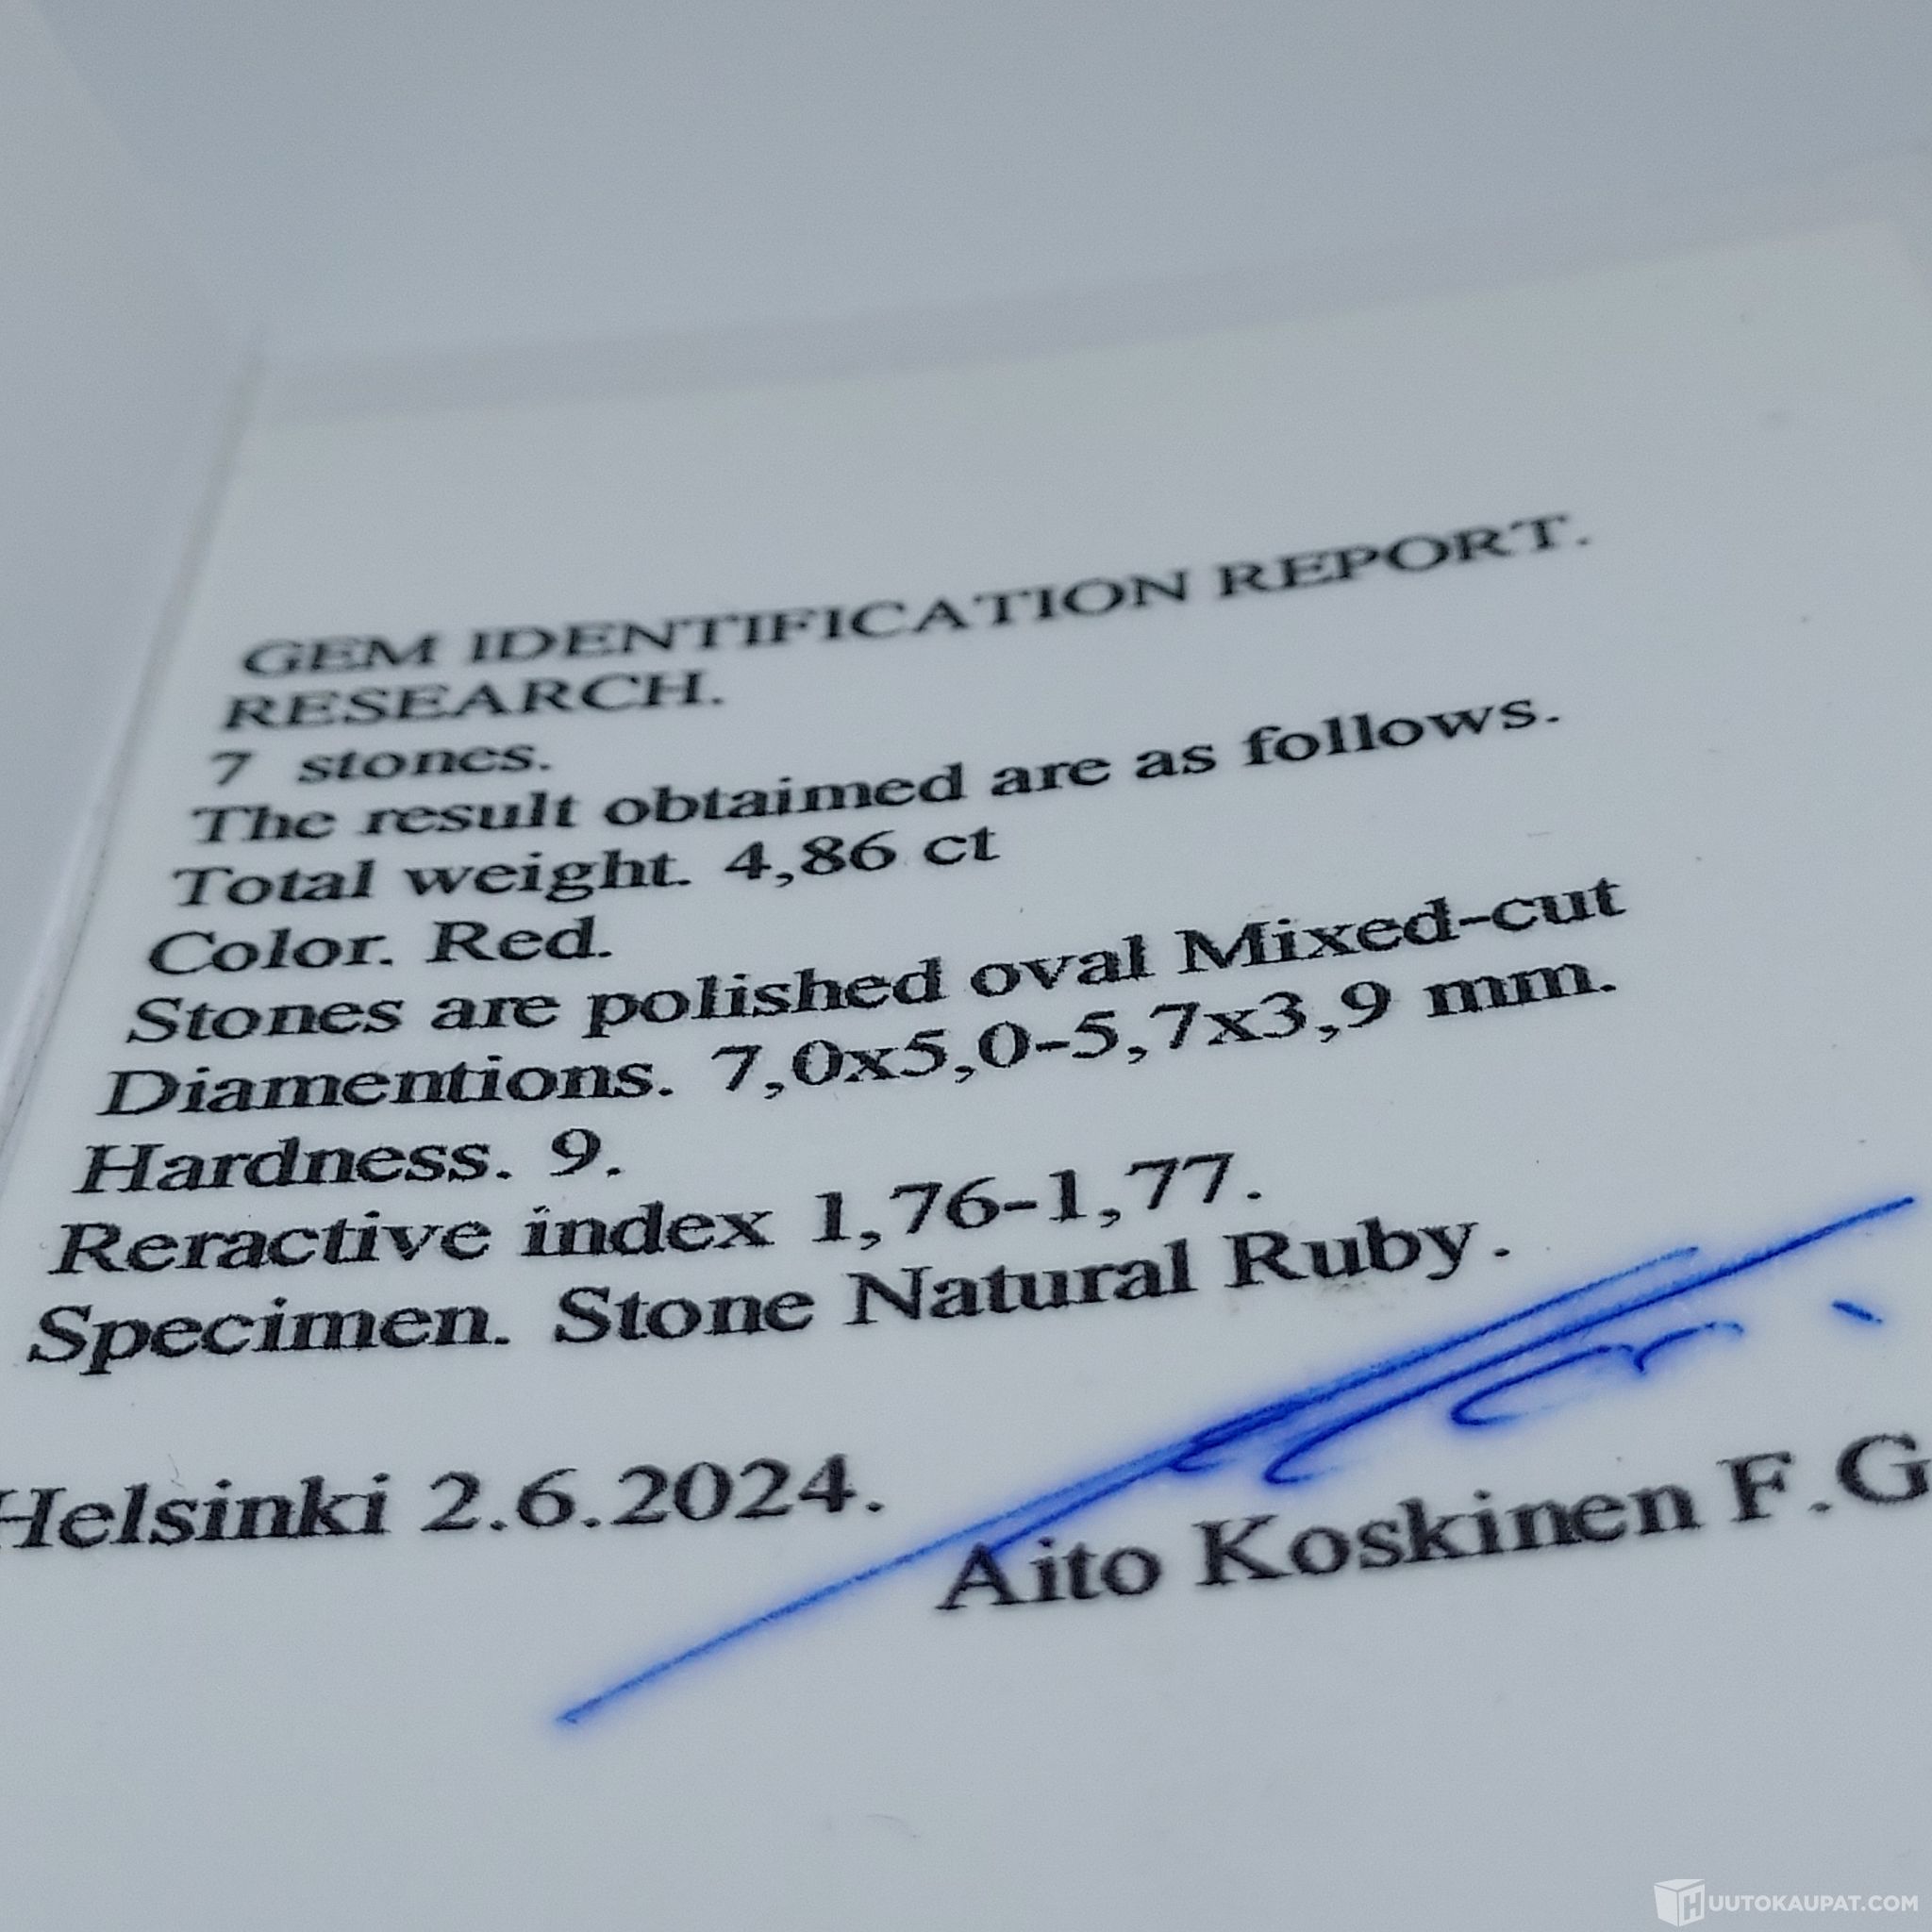 GEM IDENTIFICATION REPORT.
RESEARCH.
7 stones.
The result obtaimed are as follows.
Total weight. 4,86 ct
Color. Red.
Stones are polished oval Mixed-cut
Diamentions. 7,0x5,0-5,7x3,9 mm.
Hardness. 9.
Reractive index 1,76-1,77.
Specimen. Stone Natural Ruby.
Helsinki 2.6.2024.
Aito Koskinen F.G
HUUTOKAUPAT.COM